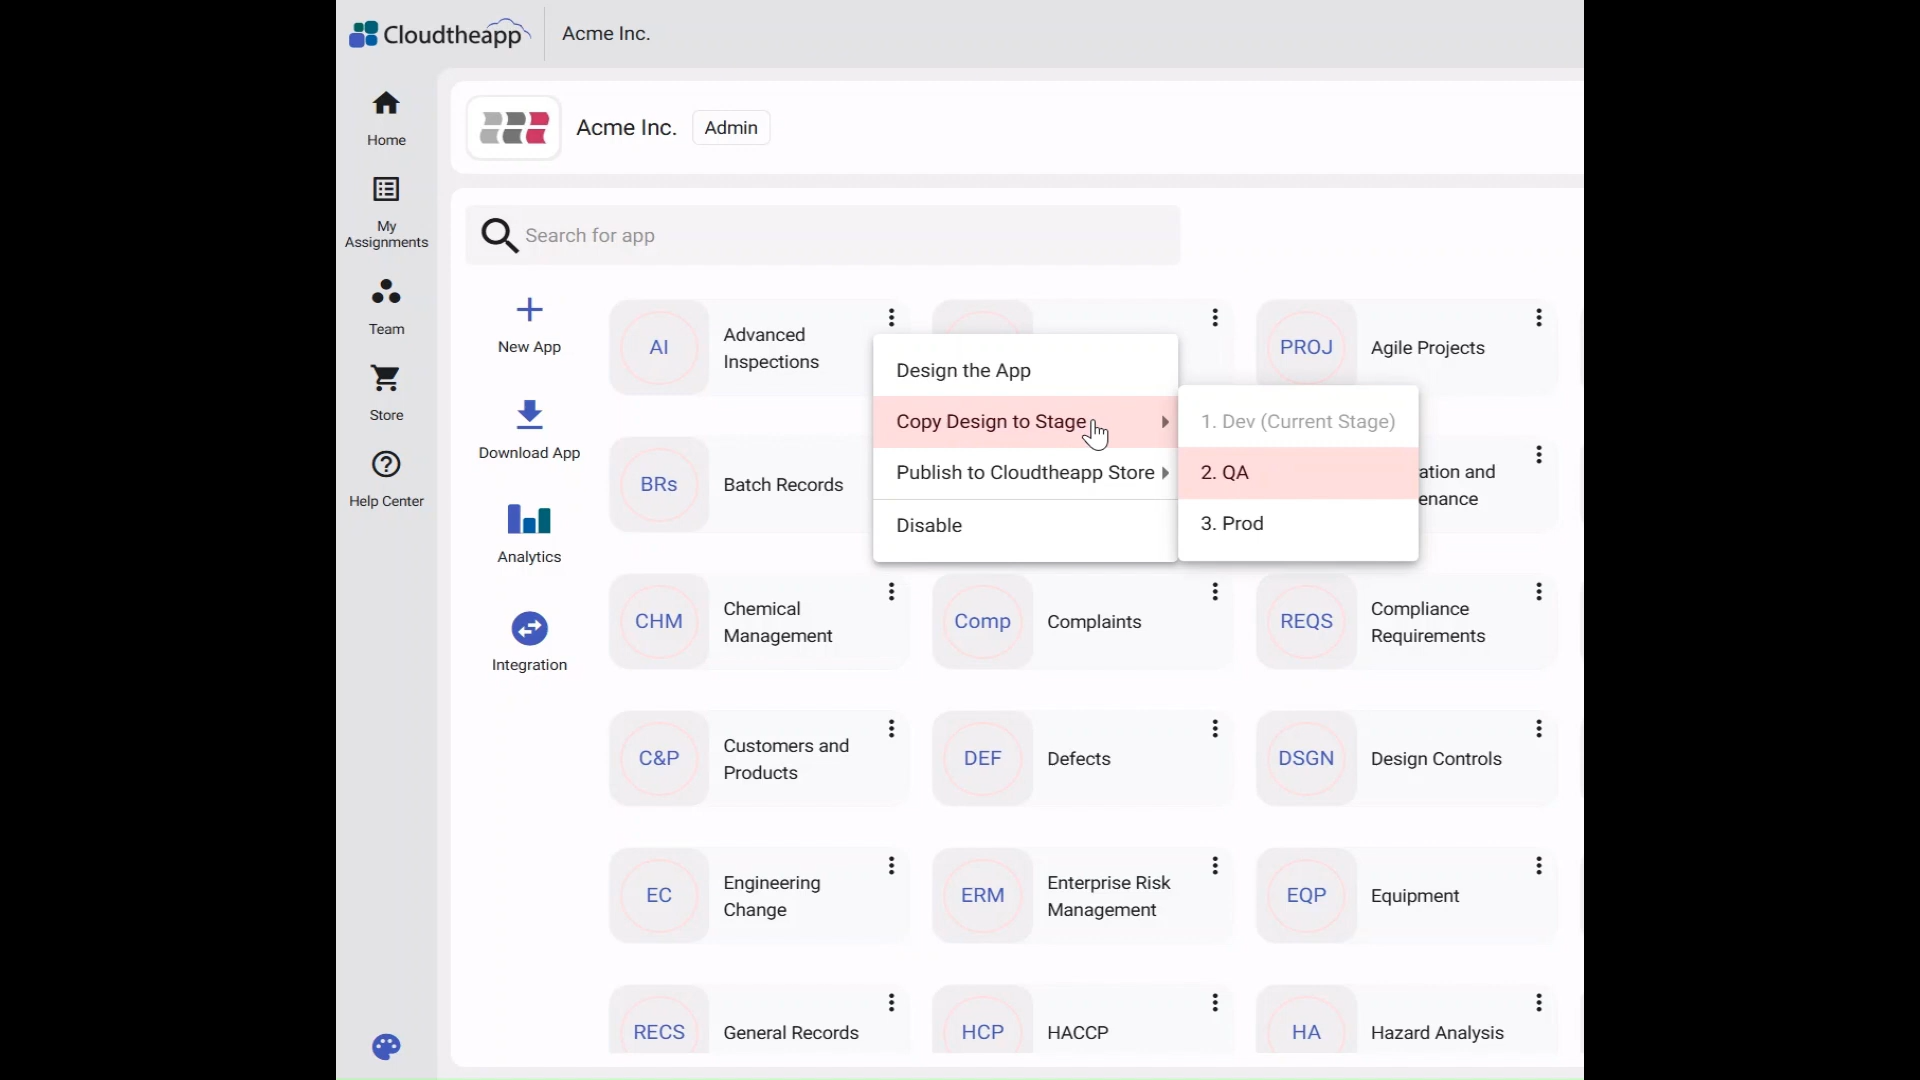 Cloudtheapp
Acme Inc.
Home
My
Assignments
Team
Store
Help Center
Acme Inc.
Admin
Search for app
New App
Download App
Analytics
Integration
AI
Advanced
Inspections
PROJ
Agile Projects
Design the App
Copy Design to Stage
Publish to Cloudtheapp Store
Disable
1. Dev (Current Stage)
2. QA
3. Prod
BRs
Batch Records
ation and
enance
CHM
Chemical
Management
Comp
Complaints
REQS
Compliance
Requirements
C&P
Customers and
Products
DEF
Defects
DSGN
Design Controls
EC
Engineering
Change
ERM
Enterprise Risk
Management
EQP
Equipment
RECS
General Records
HCP
HACCP
HA
Hazard Analysis